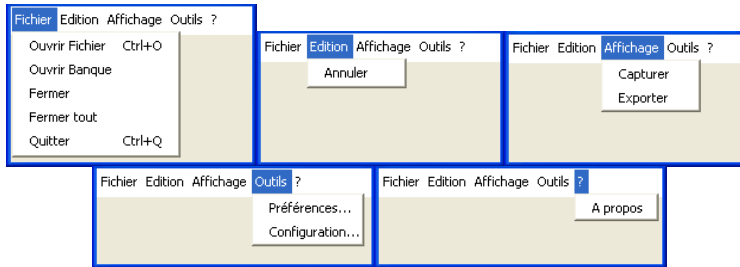 Fichier Edition Affichage Outils ?
Ouvrir Fichier Ctrl+O
Ouvrir Banque
Fermer
Fermer tout
Quitter Ctrl+Q
Fichier Edition Affichage Outils ?
Annuler
Fichier Edition Affichage Outils ?
Capturer
Exporter
Fichier Edition Affichage Outils ?
Préférences...
Configuration...
Fichier Edition Affichage Outils ?
A propos